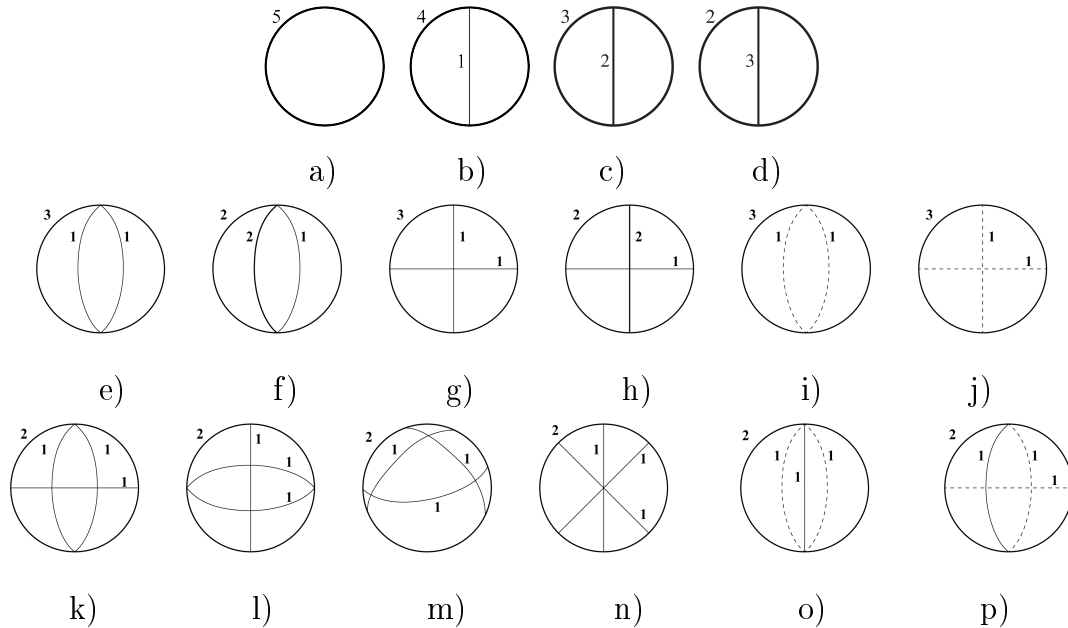 5 4 1 3 2 2 3
a) b) c) d)
3 1 1 2 2 1 3 1 1 2 2 1 3 1 1 3 1 1
e) f) g) h) i) j)
2 1 1 1 2 1 1 1 2 1 1 1 2 1 1 1 2 1 1 1 2 1 1 1
k) l) m) n) o) p)